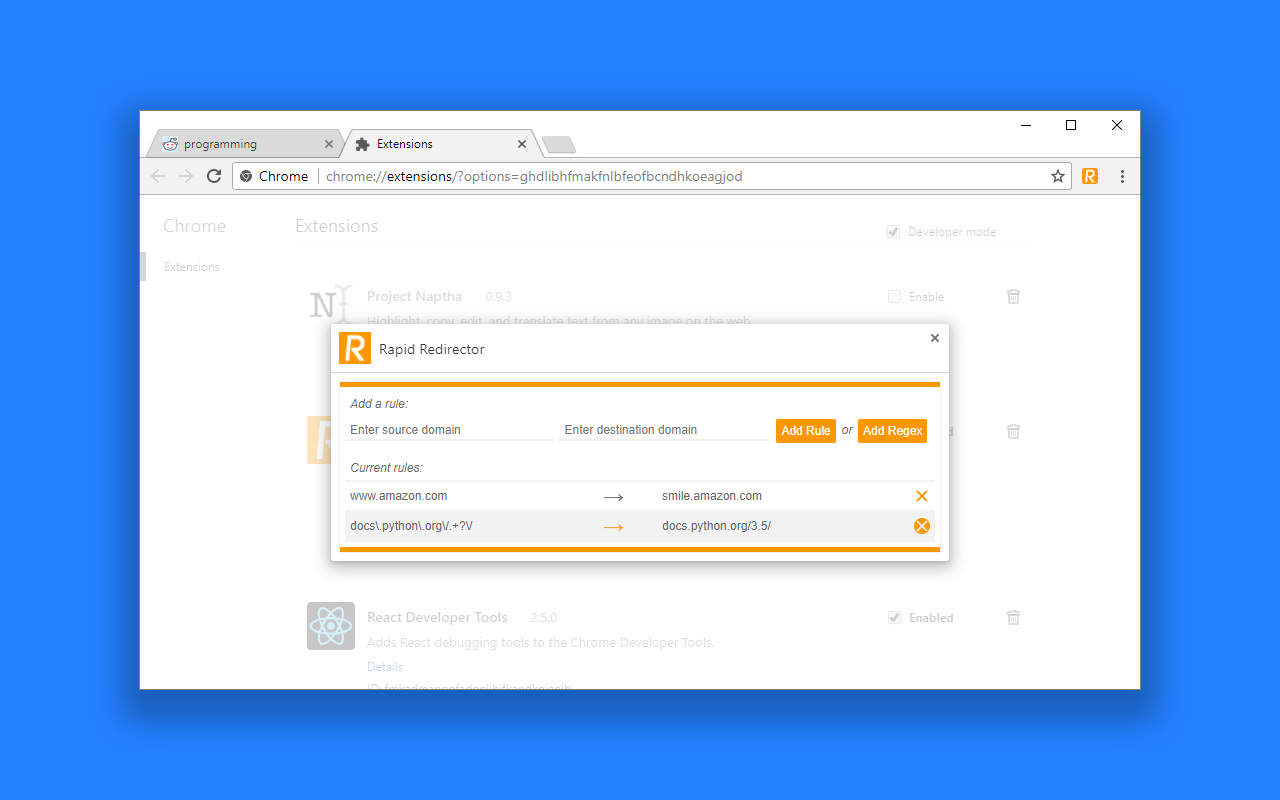 programming
Extensions
Chrome
chrome://extensions/?options=ghdlibhfmakfnlbfeofbcndhkoeagjod
R
Chrome
Extensions
Developer mode
Extensions
Project Naptha 0.9.3
Enable
Highlight, copy, edit, and translate text from any image on the web
R Rapid Redirector
Add a rule:
Enter source domain
Enter destination domain
Add Rule or Add Regex
Current rules:
www.amazon.com → smile.amazon.com
docs\.python\.org\/.+?\/ → docs.python.org/3.5/
React Developer Tools 2.5.0
Enabled
Adds React debugging tools to the Chrome Developer Tools.
Details